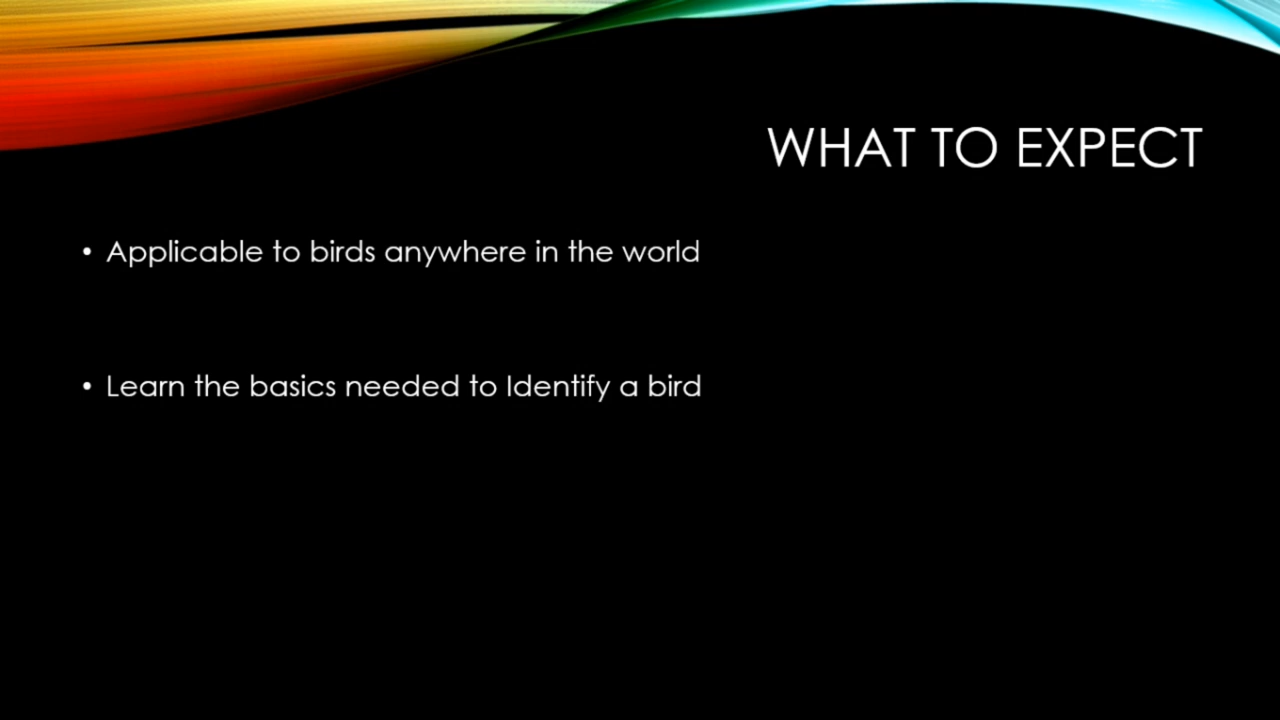 WHAT TO EXPECT
• Applicable to birds anywhere in the world
• Learn the basics needed to Identify a bird